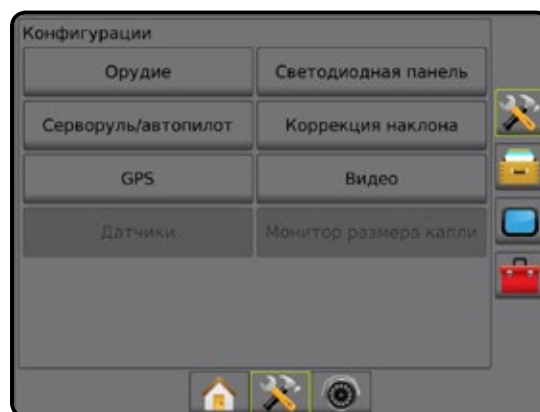 Конфигурации
Орудие
Светодиодная панель
Серворуль/автопилот
Коррекция наклона
GPS
Видео
Датчики
Монитор размера капли